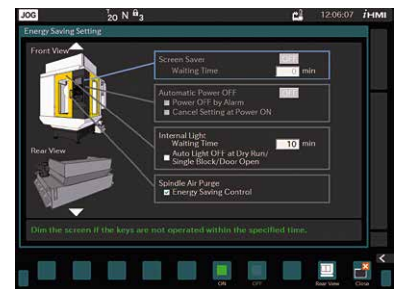 JOG
T20 N B3
12:06:07
iHMI
Energy Saving Setting
Front View
Screen Saver
OFF
Waiting Time
0 min
Automatic Power OFF
OFF
Power OFF by Alarm
Cancel Setting at Power ON
Internal Light
Waiting Time
10 min
Auto Light OFF at Dry Run/
Single Block/Door Open
Rear View
Spindle Air Purge
Energy Saving Control
Dim the screen if the keys are not operated within the specified time.
ON
OFF
Rear View
Close